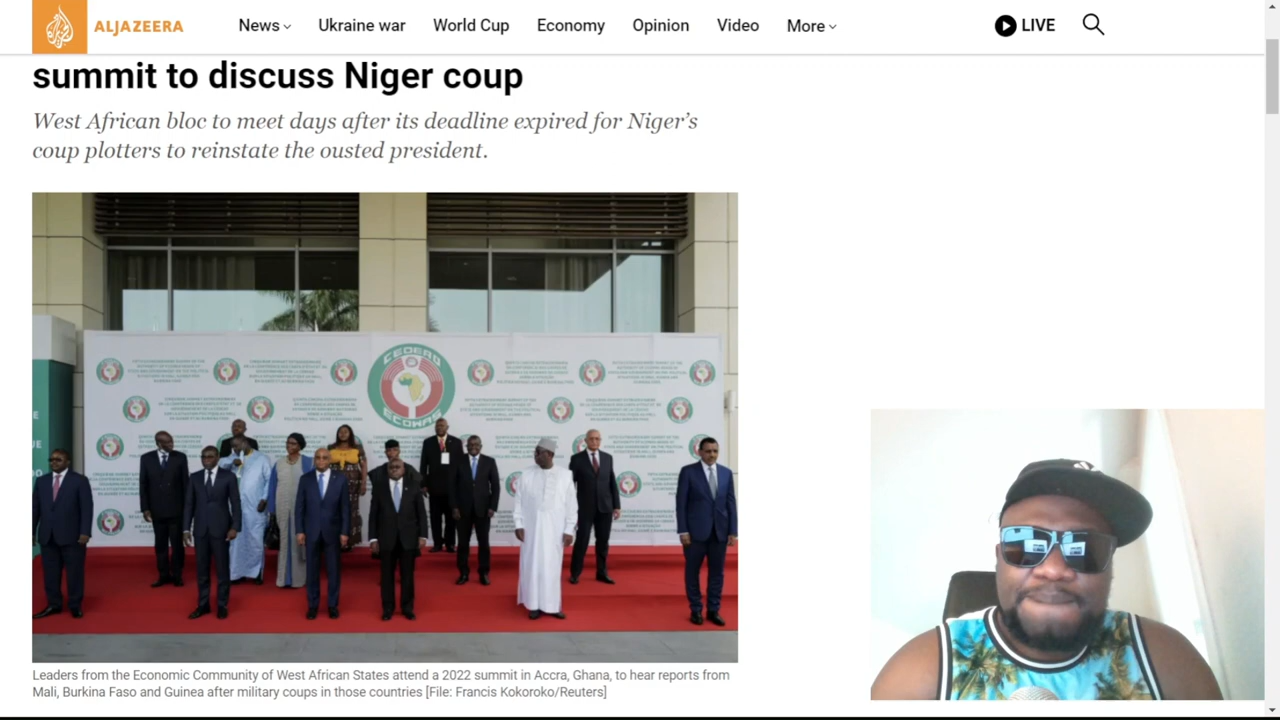 ALJAZEERA
News
Ukraine war
World Cup
Economy
Opinion
Video
More
LIVE
summit to discuss Niger coup
West African bloc to meet days after its deadline expired for Niger’s
coup plotters to reinstate the ousted president.
CEDEAO
ECOWAS
Leaders from the Economic Community of West African States attend a 2022 summit in Accra, Ghana, to hear reports from
Mali, Burkina Faso and Guinea after military coups in those countries [File: Francis Kokoroko/Reuters]